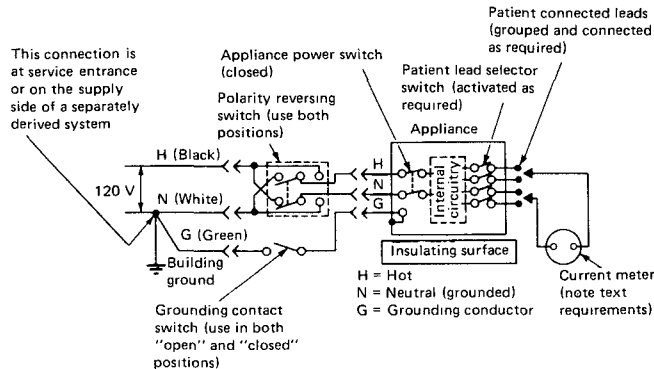 This connection is
at service entrance
or on the supply
side of a separately
derived system
Appliance power switch
(closed)
Polarity reversing
switch (use both
positions)
Patient connected leads
(grouped and connected
as required)
Patient lead selector
switch (activated as
required)
Appliance
H (Black)
120 V
N (White)
G (Green)
Building
ground
H
N
G
Internal
circuitry
Insulating surface
H = Hot
N = Neutral (grounded)
G = Grounding conductor
Grounding contact
switch (use in both
"open" and "closed"
positions)
Current meter
(note text
requirements)